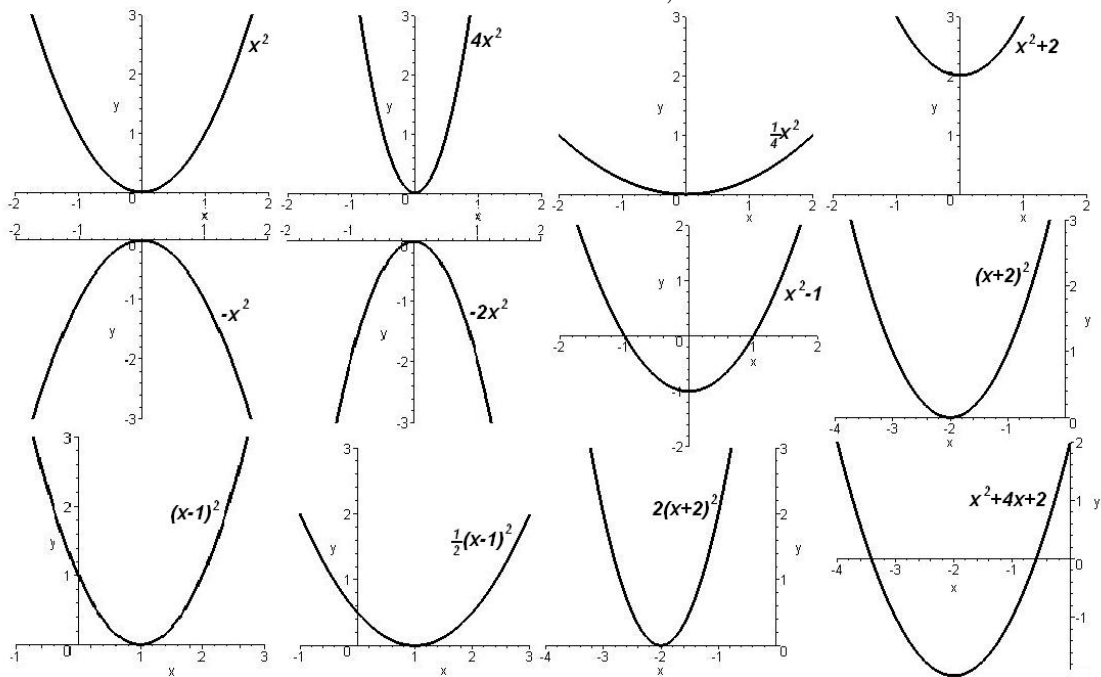 x²
4x²
¼x²
x²+2
-x²
-2x²
x²-1
(x+2)²
(x-1)²
½(x-1)²
2(x+2)²
x²+4x+2